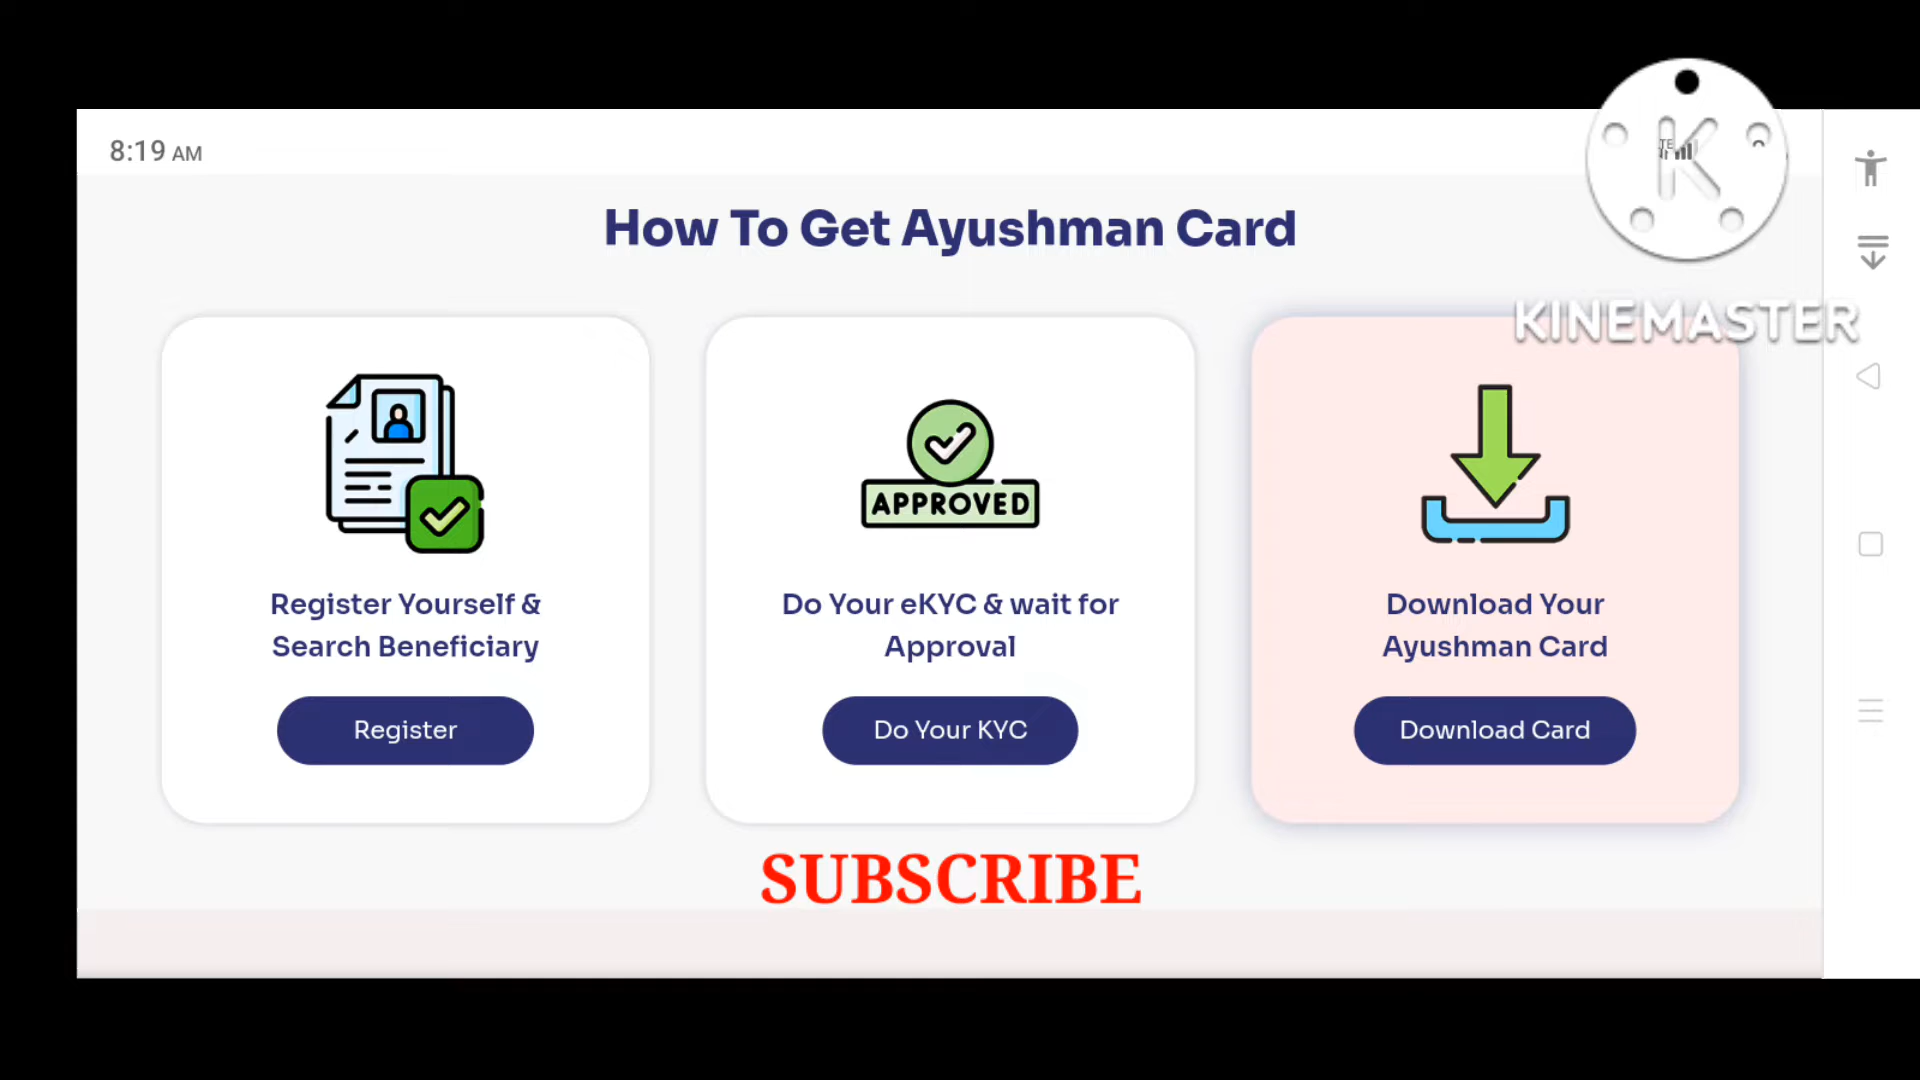 8:19 AM
How To Get Ayushman Card
KINEMASTER
APPROVED
Register Yourself &
Search Beneficiary
Do Your eKYC & wait for
Approval
Download Your
Ayushman Card
Register
Do Your KYC
Download Card
SUBSCRIBE